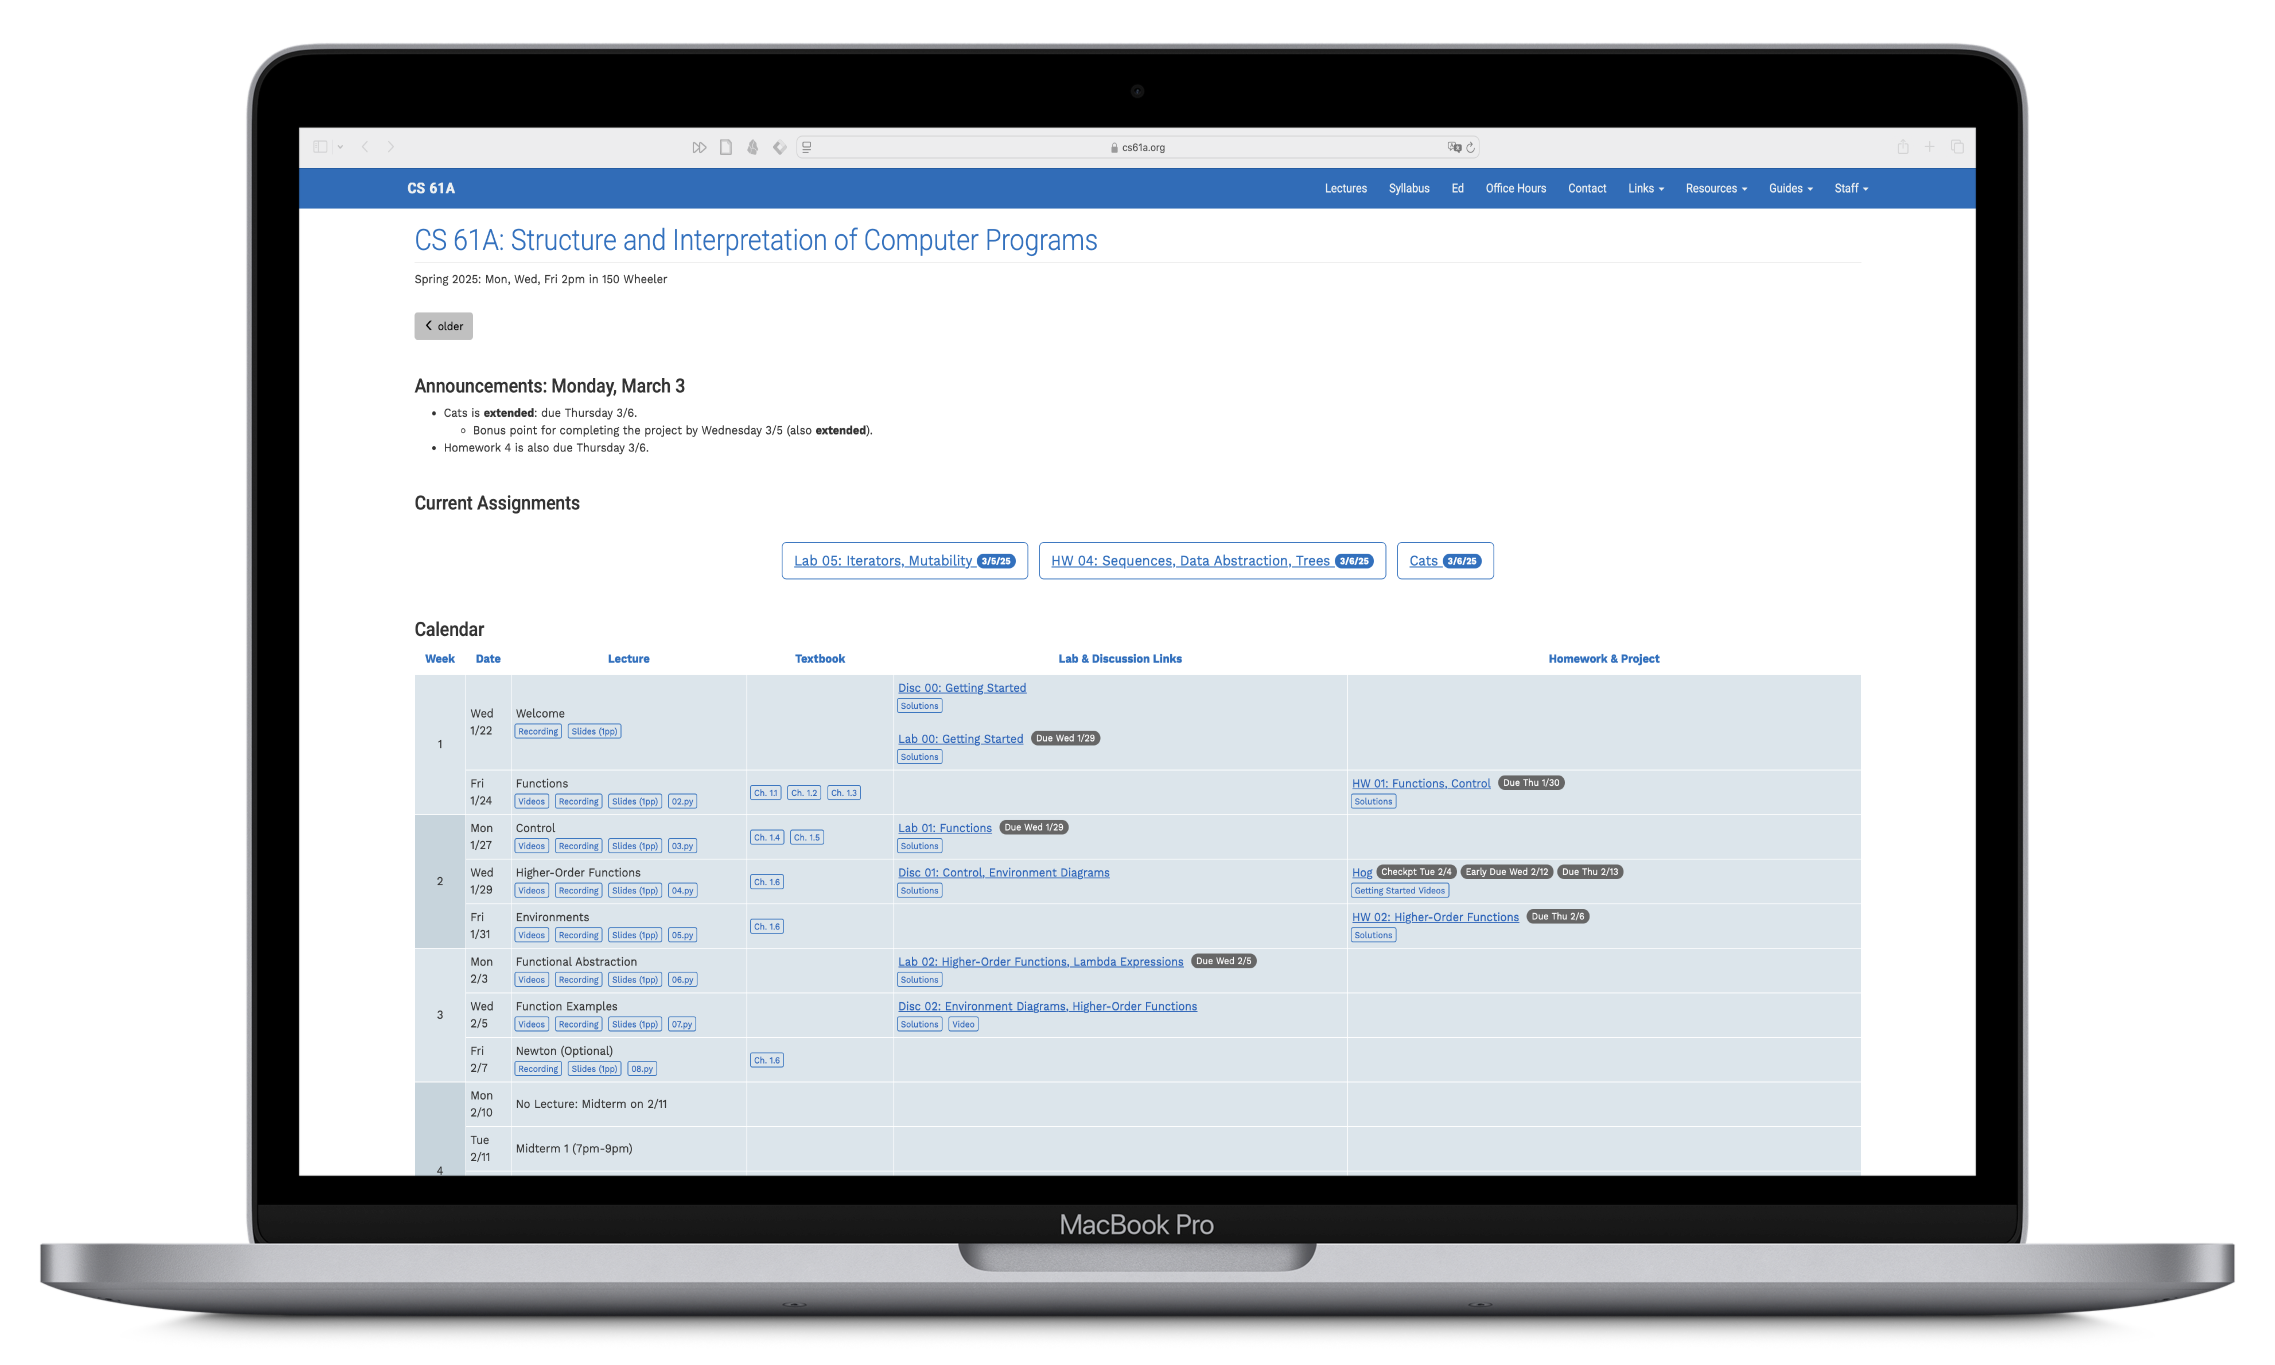 cs61a.org
CS 61A Lectures Syllabus Ed Office Hours Contact Links Resources Guides Staff
CS 61A: Structure and Interpretation of Computer Programs
Spring 2025: Mon, Wed, Fri 2pm in 150 Wheeler
older
Announcements: Monday, March 3
Cats is extended: due Thursday 3/6.
Bonus point for completing the project by Wednesday 3/5 (also extended).
Homework 4 is also due Thursday 3/6.
Current Assignments
Lab 05: Iterators, Mutability 3/5/25 HW 04: Sequences, Data Abstraction, Trees 3/6/25 Cats 3/6/25
Calendar
Week Date Lecture Textbook Lab & Discussion Links Homework & Project
1
Wed 1/22
Welcome
Recording Slides (1pp)
Disc 00: Getting Started
Solutions
Lab 00: Getting Started Due Wed 1/29
Solutions
Fri 1/24
Functions
Videos Recording Slides (1pp) 02.py
Ch. 1.1 Ch. 1.2 Ch. 1.3
HW 01: Functions, Control Due Thu 1/30
Solutions
2
Mon 1/27
Control
Videos Recording Slides (1pp) 03.py
Ch. 1.4 Ch. 1.5
Lab 01: Functions Due Wed 1/29
Solutions
Wed 1/29
Higher-Order Functions
Videos Recording Slides (1pp) 04.py
Ch. 1.6
Disc 01: Control, Environment Diagrams
Solutions
Hog Checkpt Tue 2/4 Early Due Wed 2/12 Due Thu 2/13
Getting Started Videos
Fri 1/31
Environments
Videos Recording Slides (1pp) 05.py
Ch. 1.6
HW 02: Higher-Order Functions Due Thu 2/6
Solutions
3
Mon 2/3
Functional Abstraction
Videos Recording Slides (1pp) 06.py
Lab 02: Higher-Order Functions, Lambda Expressions Due Wed 2/5
Solutions
Wed 2/5
Function Examples
Videos Recording Slides (1pp) 07.py
Disc 02: Environment Diagrams, Higher-Order Functions
Solutions Video
Fri 2/7
Newton (Optional)
Recording Slides (1pp) 08.py
Ch. 1.6
4
Mon 2/10
No Lecture: Midterm on 2/11
Tue 2/11
Midterm 1 (7pm-9pm)
MacBook Pro